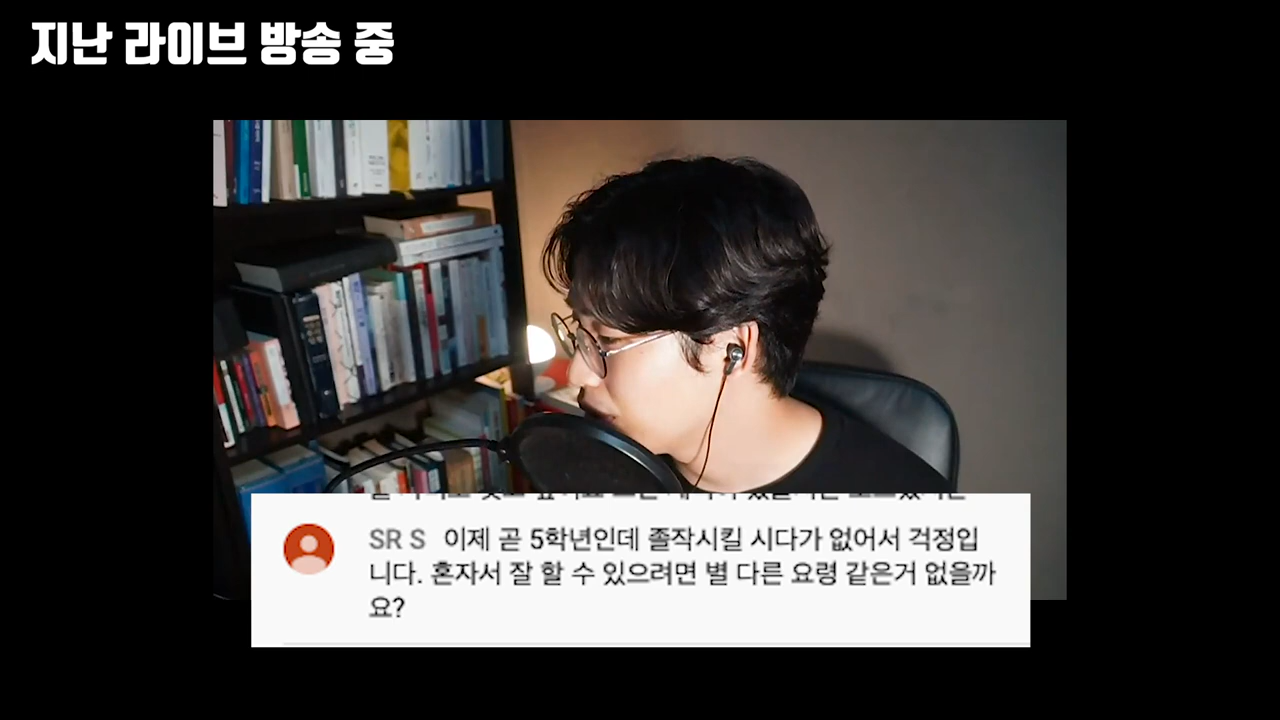 지난 라이브 방송 중
SR S 이제 곧 5학년인데 졸작시킬 시다가 없어서 걱정입
니다. 혼자서 잘 할 수 있으려면 별 다른 요령 같은거 없을까
요?